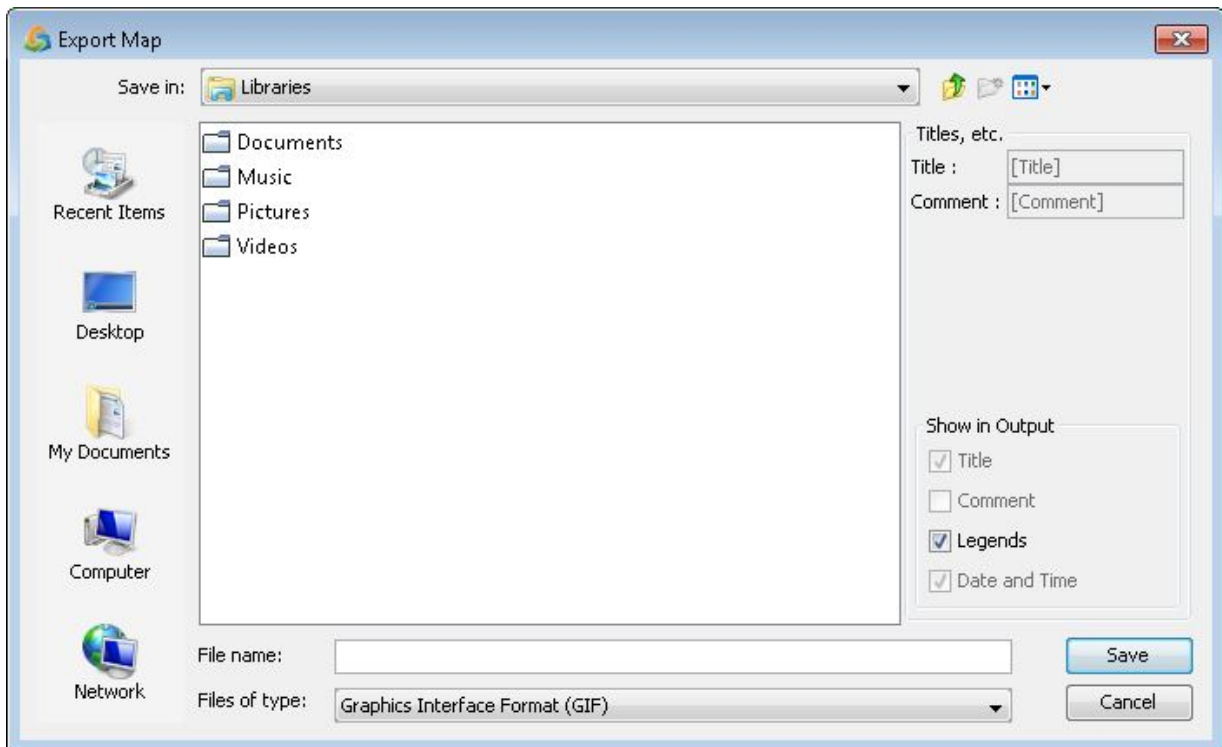 Export Map
Save in:
Libraries
Recent Items
Desktop
My Documents
Computer
Network
Documents
Music
Pictures
Videos
Titles, etc.
Title :
[Title]
Comment :
[Comment]
Show in Output
Title
Comment
Legends
Date and Time
File name:
Save
Files of type:
Graphics Interface Format (GIF)
Cancel